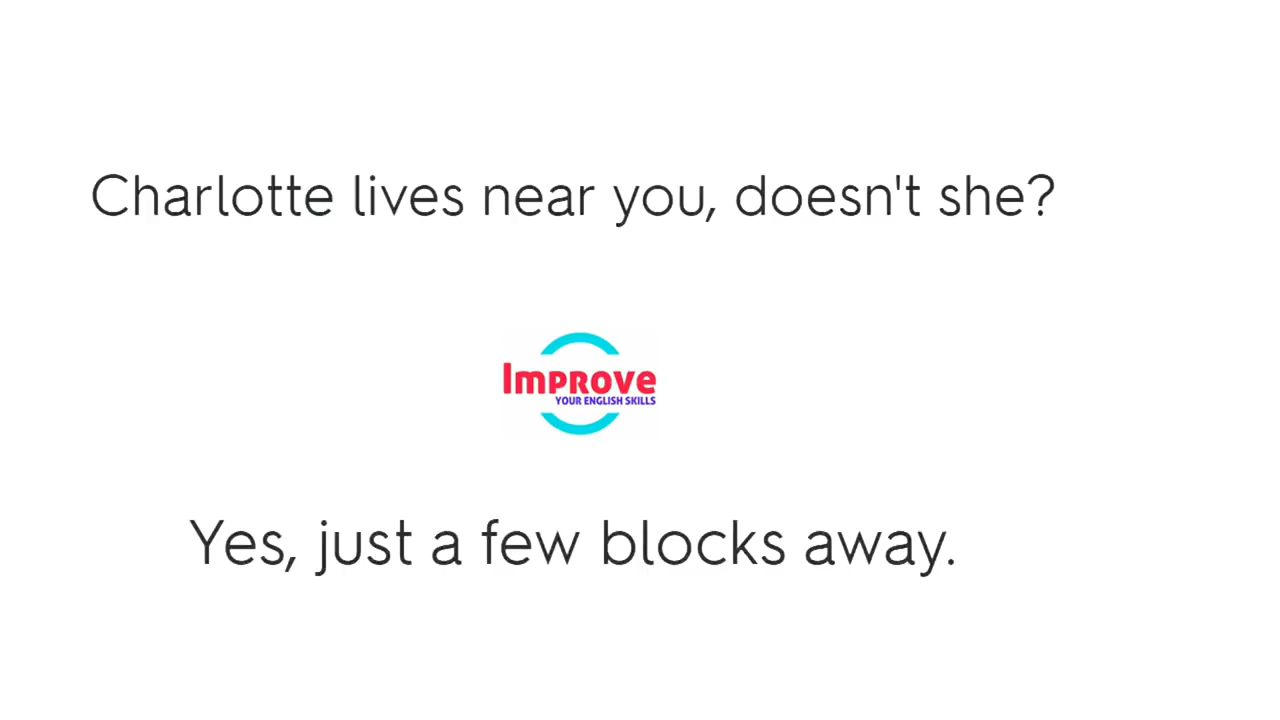 Charlotte lives near you, doesn't she?
Improve
YOUR ENGLISH SKILLS
Yes, just a few blocks away.